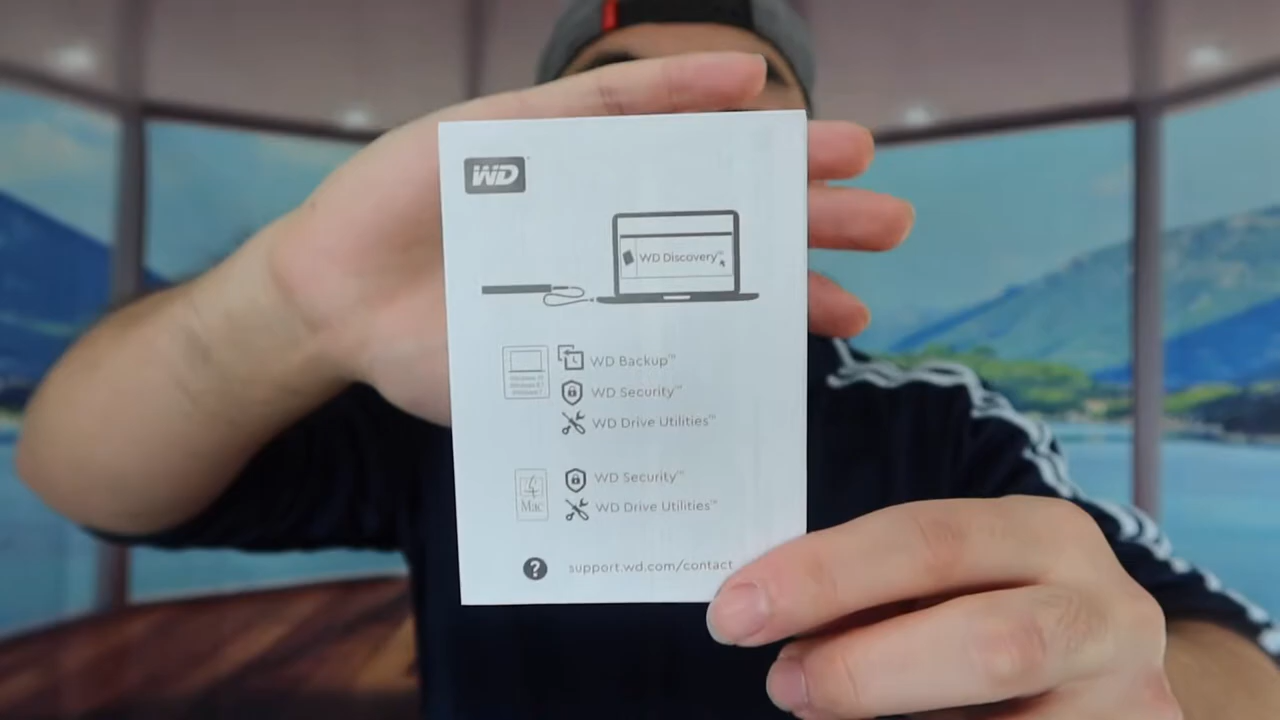 WD
WD Discovery™
WD Backup™
WD Security™
WD Drive Utilities™
WD Security™
Mac
WD Drive Utilities™
? support.wd.com/contact